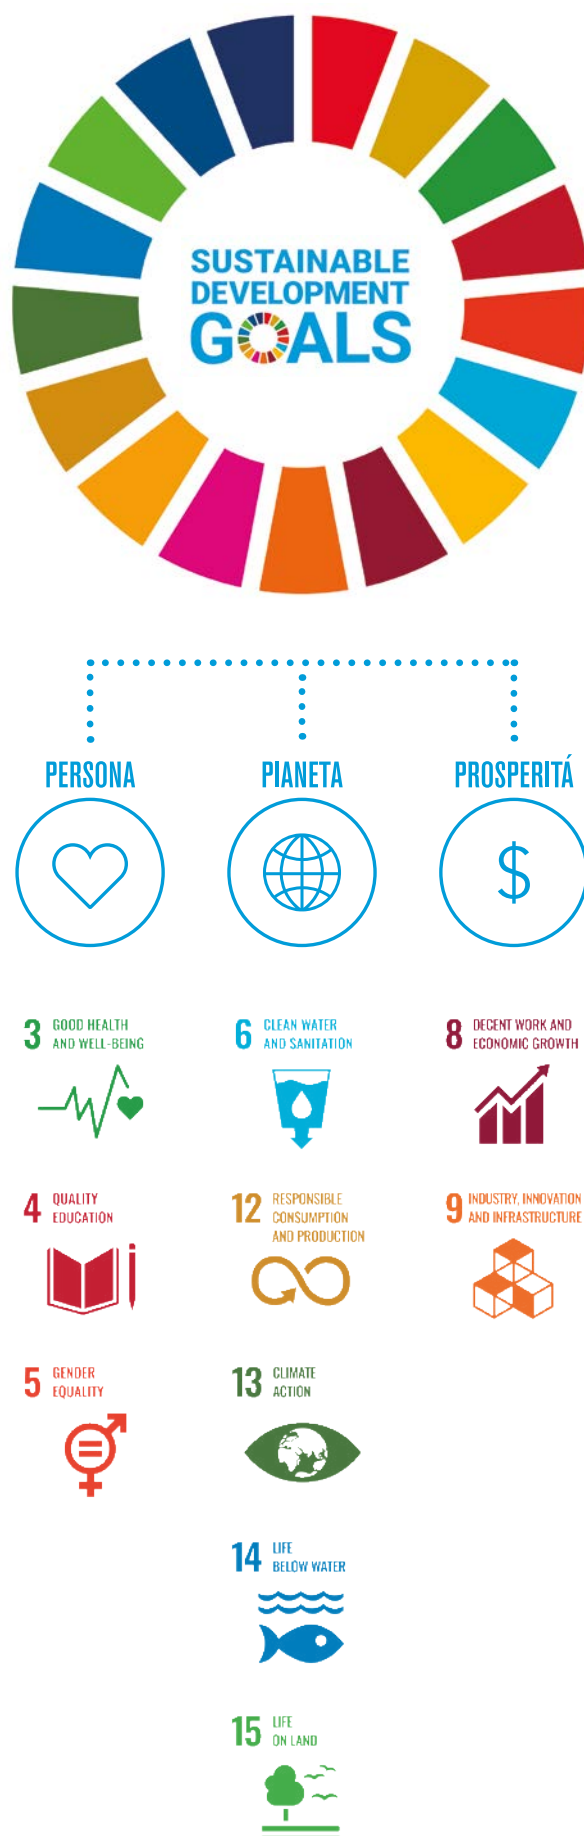 SUSTAINABLE
DEVELOPMENT
GOALS
PERSONA
PIANETA
PROSPERITÁ
$
3 GOOD HEALTH
AND WELL-BEING
6 CLEAN WATER
AND SANITATION
8 DECENT WORK AND
ECONOMIC GROWTH
4 QUALITY
EDUCATION
12 RESPONSIBLE
CONSUMPTION
AND PRODUCTION
9 INDUSTRY, INNOVATION
AND INFRASTRUCTURE
5 GENDER
EQUALITY
13 CLIMATE
ACTION
14 LIFE
BELOW WATER
15 LIFE
ON LAND